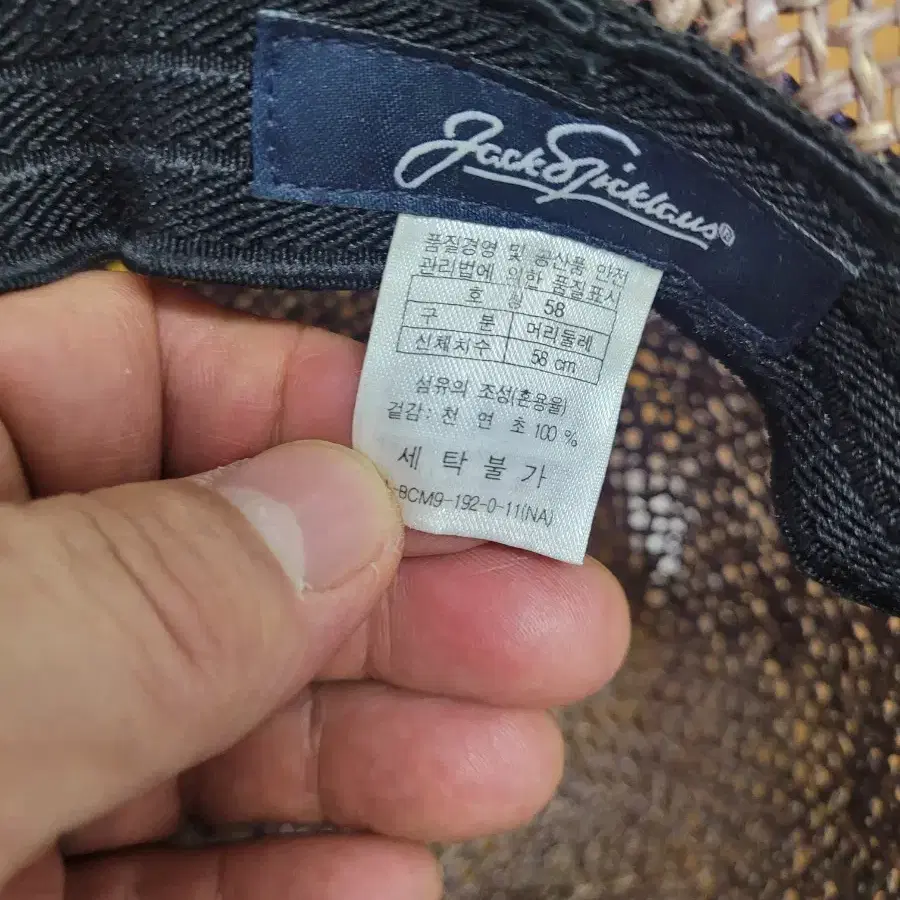 Jack Nicklaus®
품질경영 및 공산품 안전
관리법에 의한 품질표시
호 칭 58
구 분 머리둘레
신체치수 58 cm
섬유의 조성(혼용율)
겉감: 천 연 초 100 %
세 탁 불 가
-BCM9-192-0-11(NA)